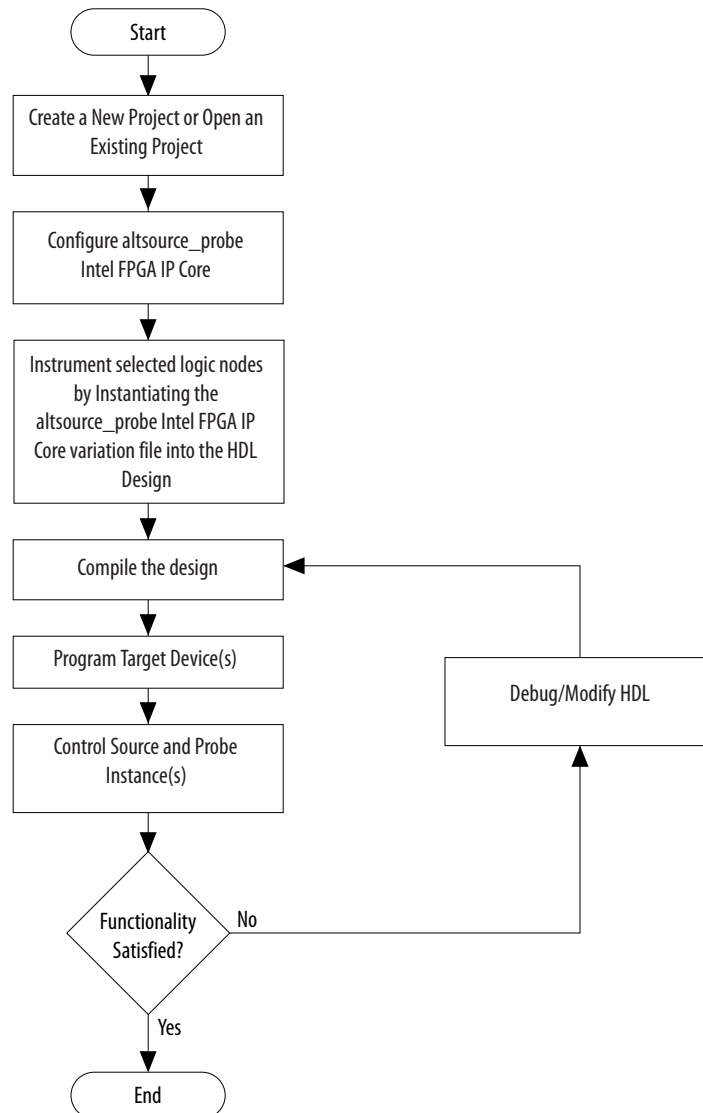 Start
Create a New Project or Open an
Existing Project
Configure altsource_probe
Intel FPGA IP Core
Instrument selected logic nodes
by Instantiating the
altsource_probe Intel FPGA IP
Core variation file into the HDL
Design
Compile the design
Program Target Device(s)
Debug/Modify HDL
Control Source and Probe
Instance(s)
Functionality
Satisfied?
No
Yes
End